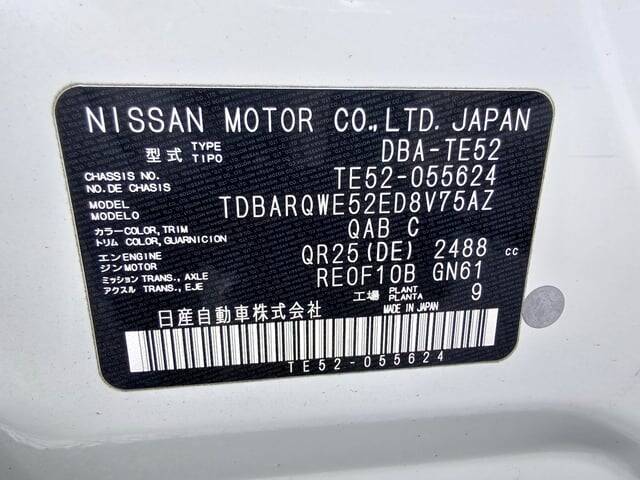 NISSAN MOTOR CO.,LTD. JAPAN
型式 TYPE TIPO DBA-TE52
CHASSIS NO. NO.DE CHASSIS TE52-055624
MODEL MODELO TDBARQWE52ED8V75AZ
カラー COLOR, TRIM トリム COLOR, GUARNICION QAB C
エンジン ENGINE MOTOR QR25(DE) 2488 cc
ミッション TRANS., AXLE アクスル TRANS., EJE RE0F10B GN61
工場 PLANT PLANTA 9
日産自動車株式会社 MADE IN JAPAN
TE52-055624